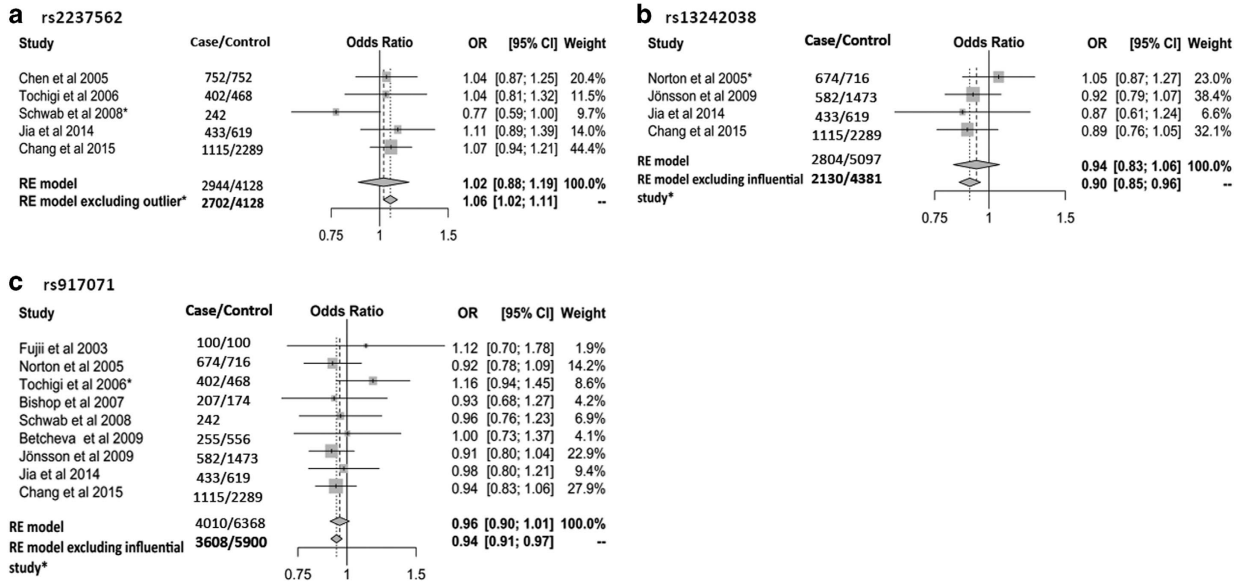 a rs2237562
Study Case/Control Odds Ratio OR [95% CI] Weight
Chen et al 2005 752/752 1.04 [0.87; 1.25] 20.4%
Tochigi et al 2006 402/468 1.04 [0.81; 1.32] 11.5%
Schwab et al 2008* 242 0.77 [0.59; 1.00] 9.7%
Jia et al 2014 433/619 1.11 [0.89; 1.39] 14.0%
Chang et al 2015 1115/2289 1.07 [0.94; 1.21] 44.4%
RE model 2944/4128 1.02 [0.88; 1.19] 100.0%
RE model excluding outlier* 2702/4128 1.06 [1.02; 1.11] --
0.75 1 1.5
b rs13242038
Study Case/Control Odds Ratio OR [95% CI] Weight
Norton et al 2005* 674/716 1.05 [0.87; 1.27] 23.0%
Jönsson et al 2009 582/1473 0.92 [0.79; 1.07] 38.4%
Jia et al 2014 433/619 0.87 [0.61; 1.24] 6.6%
Chang et al 2015 1115/2289 0.89 [0.76; 1.05] 32.1%
RE model 2804/5097 0.94 [0.83; 1.06] 100.0%
RE model excluding influential 2130/4381 0.90 [0.85; 0.96] --
study*
0.75 1 1.5
c rs917071
Study Case/Control Odds Ratio OR [95% CI] Weight
Fujii et al 2003 100/100 1.12 [0.70; 1.78] 1.9%
Norton et al 2005 674/716 0.92 [0.78; 1.09] 14.2%
Tochigi et al 2006* 402/468 1.16 [0.94; 1.45] 8.6%
Bishop et al 2007 207/174 0.93 [0.68; 1.27] 4.2%
Schwab et al 2008 242 0.96 [0.76; 1.23] 6.9%
Betcheva et al 2009 255/556 1.00 [0.73; 1.37] 4.1%
Jönsson et al 2009 582/1473 0.91 [0.80; 1.04] 22.9%
Jia et al 2014 433/619 0.98 [0.80; 1.21] 9.4%
Chang et al 2015 1115/2289 0.94 [0.83; 1.06] 27.9%
RE model 4010/6368 0.96 [0.90; 1.01] 100.0%
RE model excluding influential 3608/5900 0.94 [0.91; 0.97] --
study*
0.75 1 1.5